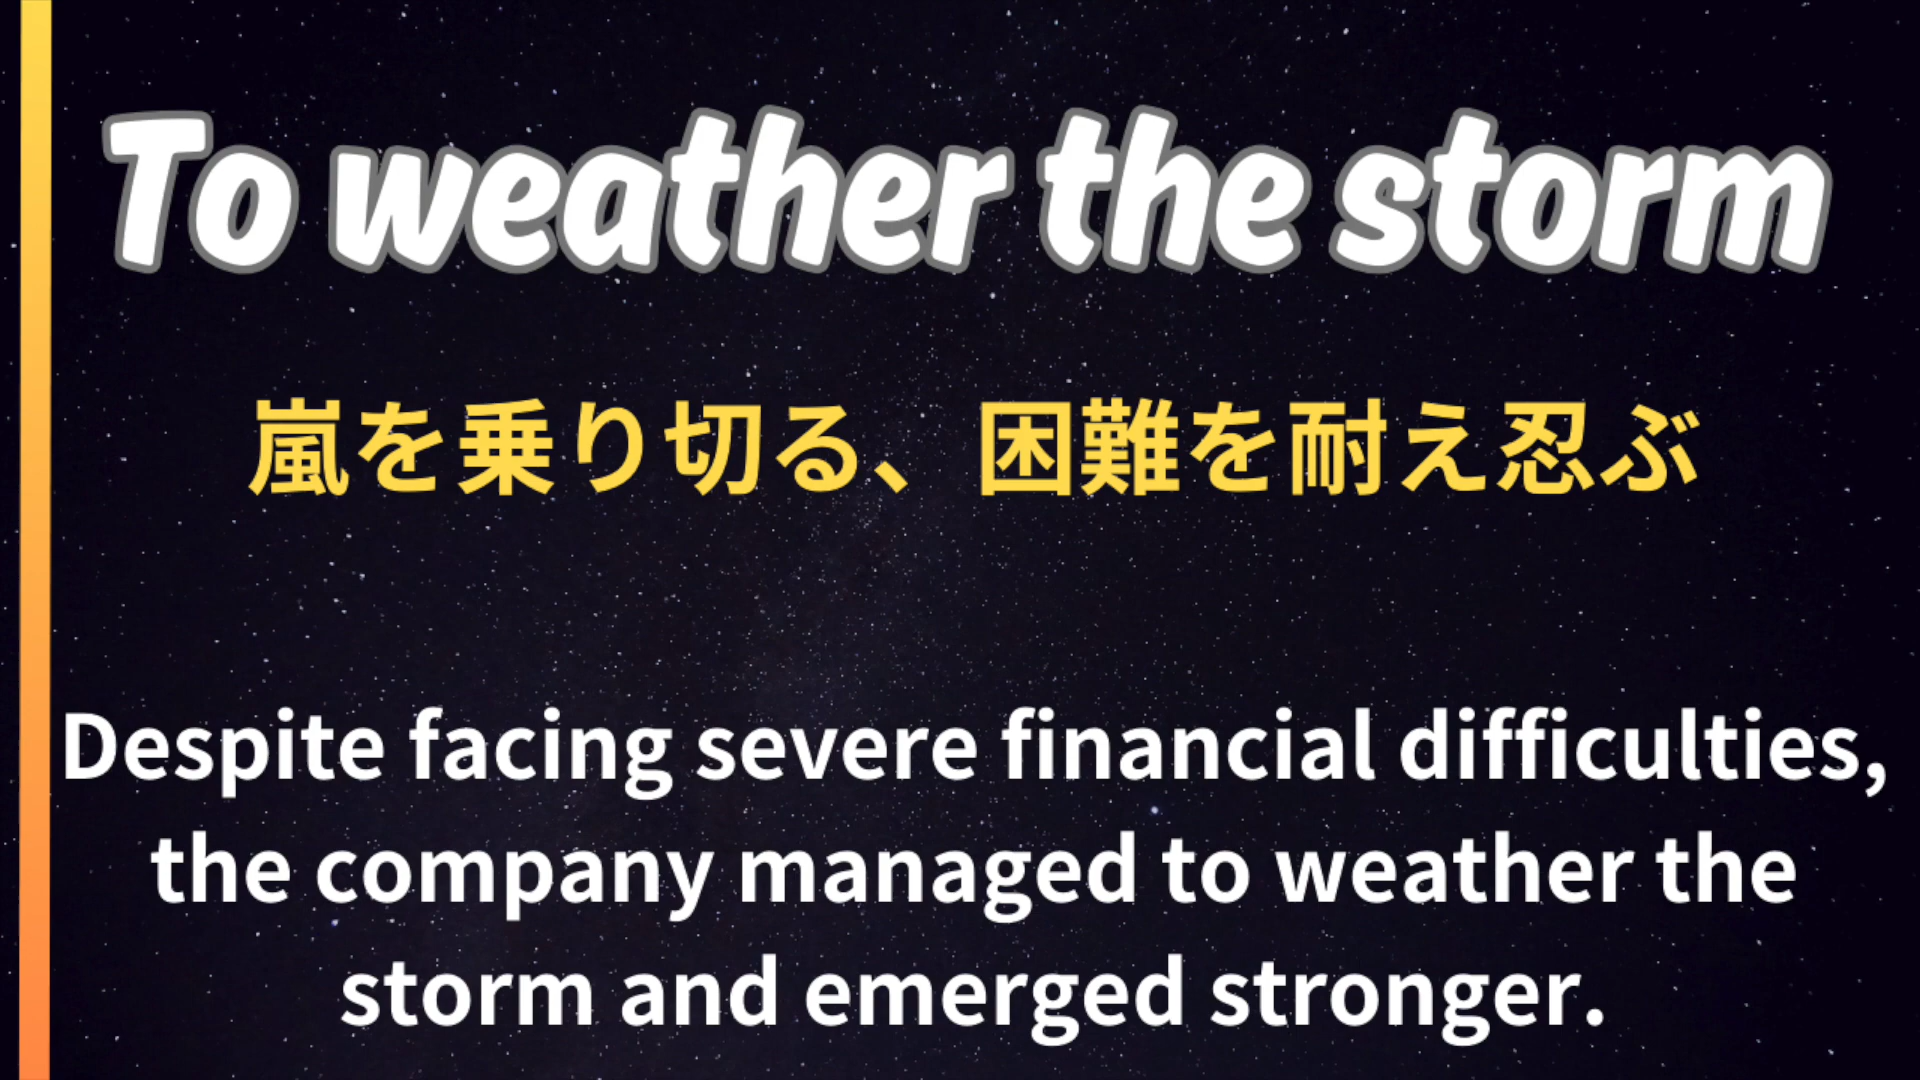 To weather the storm
嵐を乗り切る、困難を耐え忍ぶ
Despite facing severe financial difficulties,
the company managed to weather the
storm and emerged stronger.